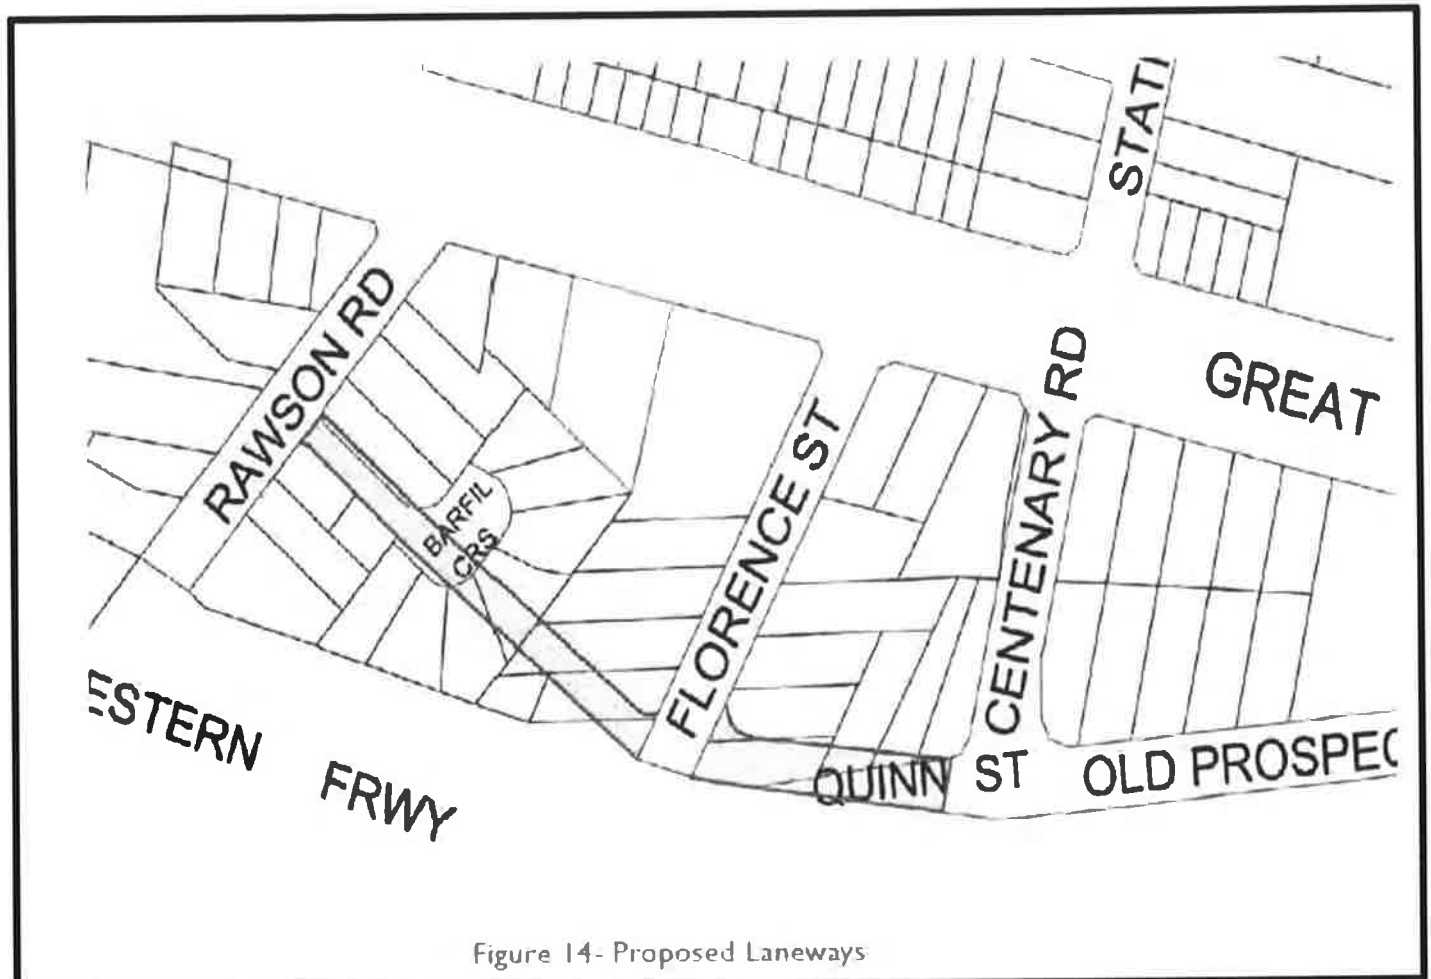 STATI
RAWSON RD
GREAT
CENTENARY RD
FLORENCE ST
BARFIL
CRS
ESTERN FRWY
QUINN ST
OLD PROSPEC
Figure 14- Proposed Laneways